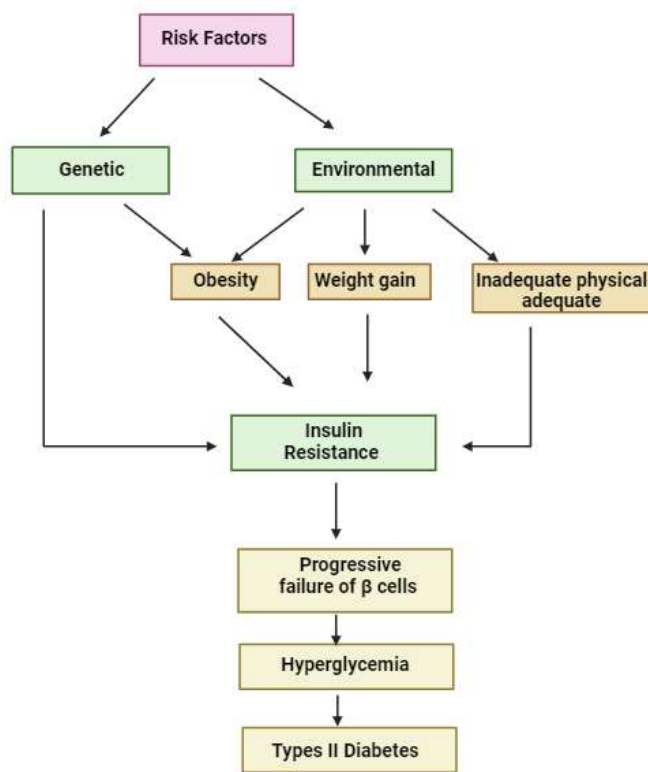 Risk Factors
Genetic
Environmental
Obesity
Weight gain
Inadequate physical
adequate
Insulin
Resistance
Progressive
failure of β cells
Hyperglycemia
Types II Diabetes